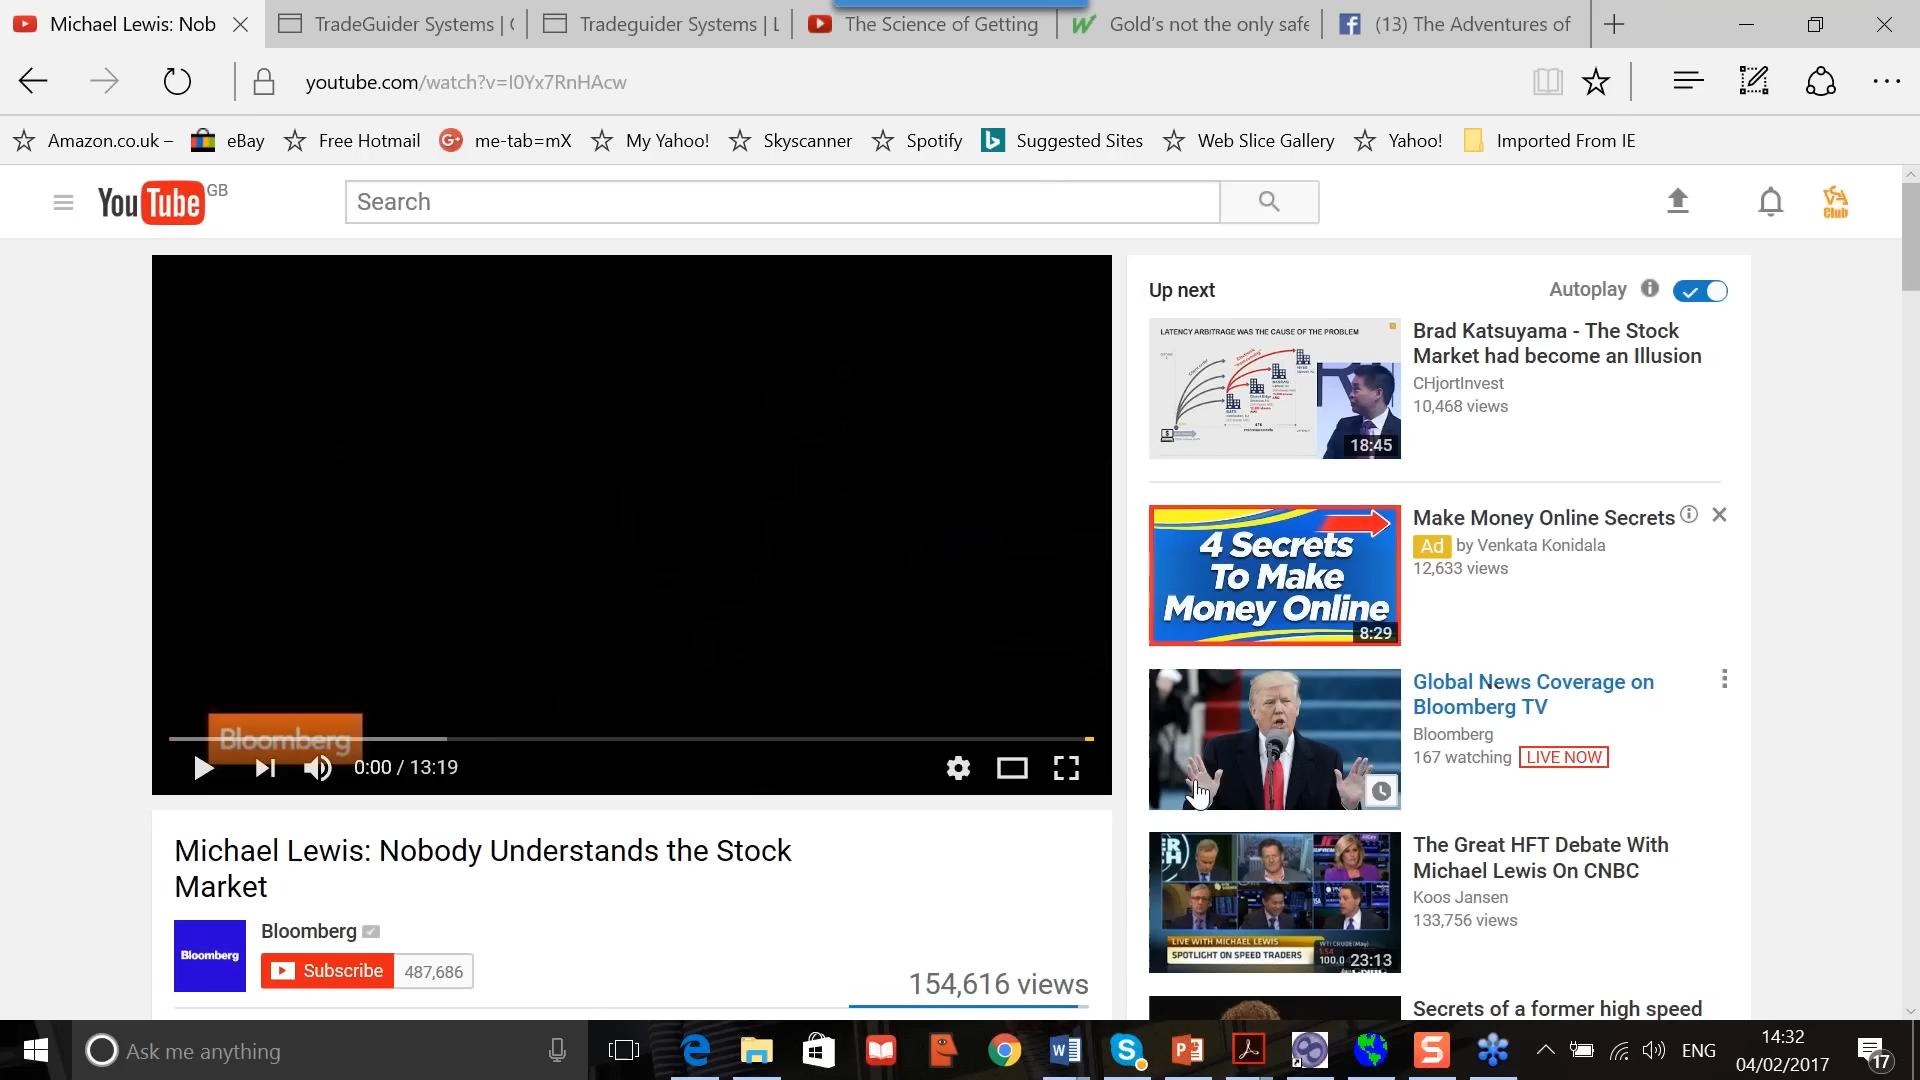 Michael Lewis: Nob
TradeGuider Systems | (
Tradeguider Systems | L
The Science of Getting
Gold's not the only safe
(13) The Adventures of
youtube.com/watch?v=I0Yx7RnHAcw
Amazon.co.uk –
eBay
Free Hotmail
me-tab=mX
My Yahoo!
Skyscanner
Spotify
Suggested Sites
Web Slice Gallery
Yahoo!
Imported From IE
YouTube GB
Search
VSA Club
Up next
Autoplay
LATENCY ARBITRAGE WAS THE CAUSE OF THE PROBLEM
18:45
Brad Katsuyama - The Stock
Market had become an Illusion
CHjortInvest
10,468 views
4 Secrets
To Make
Money Online
8:29
Make Money Online Secrets
Ad by Venkata Konidala
12,633 views
Global News Coverage on
Bloomberg TV
Bloomberg
167 watching LIVE NOW
Bloomberg
0:00 / 13:19
Michael Lewis: Nobody Understands the Stock
Market
Bloomberg
Bloomberg
Subscribe 487,686
154,616 views
LIVE WITH MICHAEL LEWIS
SPOTLIGHT ON SPEED TRADERS
WTI CRUDE(May)
100.0
23:13
The Great HFT Debate With
Michael Lewis On CNBC
Koos Jansen
133,756 views
Secrets of a former high speed
Ask me anything
ENG
14:32
04/02/2017
17